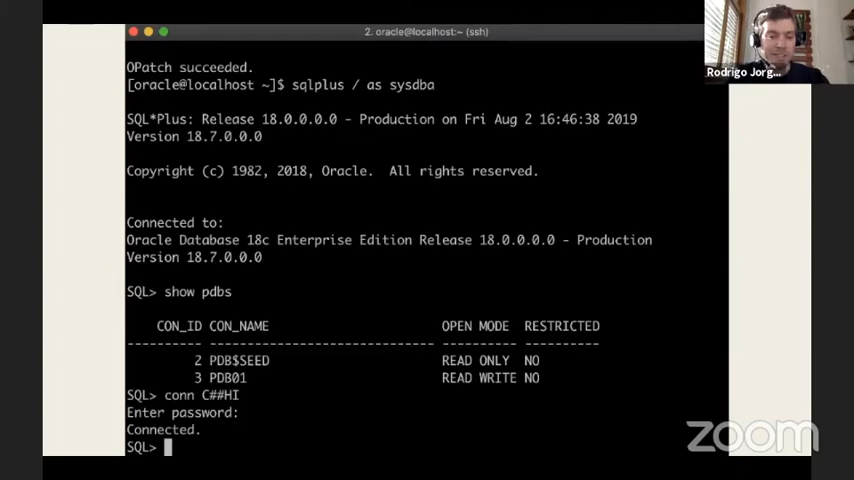 2. oracle@localhost:~ (ssh)
OPatch succeeded.
[oracle@localhost ~]$ sqlplus / as sysdba
SQL*Plus: Release 18.0.0.0.0 - Production on Fri Aug 2 16:46:38 2019
Version 18.7.0.0.0
Copyright (c) 1982, 2018, Oracle.  All rights reserved.
Connected to:
Oracle Database 18c Enterprise Edition Release 18.0.0.0.0 - Production
Version 18.7.0.0.0
SQL> show pdbs
CON_ID CON_NAME OPEN MODE RESTRICTED
---------- ------------------------------ ---------- ----------
2 PDB$SEED READ ONLY NO
3 PDB01 READ WRITE NO
SQL> conn C##HI
Enter password:
Connected.
SQL>
Rodrigo Jorg...
zoom